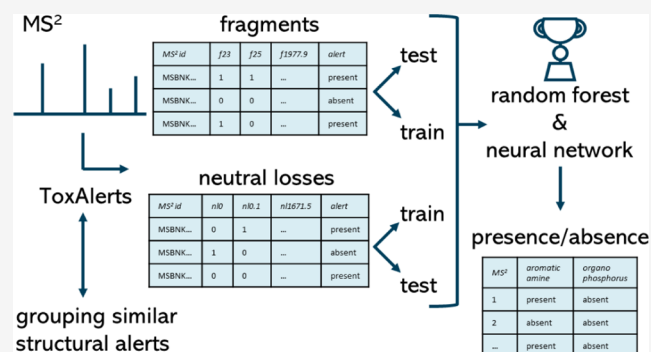 MS²
fragments
MS² id f23 f25 f1977.9 alert
MSBNK... 1 1 ... present
MSBNK... 0 0 ... absent
MSBNK... 1 0 ... present
test
train
random forest
&
neural network
ToxAlerts
neutral losses
MS² id nl0 nl0.1 nl1671.5 alert
MSBNK... 0 1 ... present
MSBNK... 1 0 ... absent
MSBNK... 0 0 ... present
train
test
grouping similar
structural alerts
presence/absence
MS² aromatic amine organo phosphorus
1 present absent
2 absent absent
... present absent